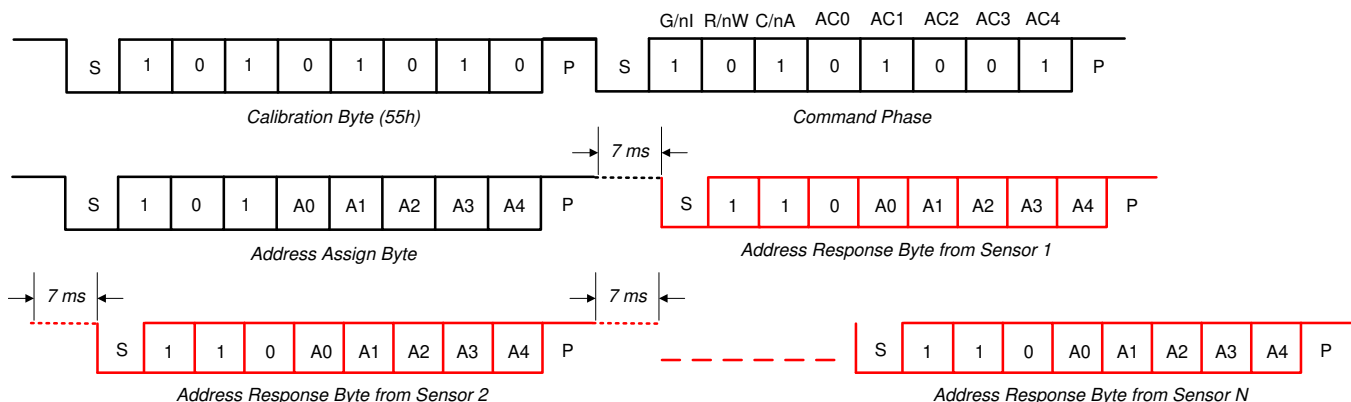 G/nI R/nW C/nA AC0 AC1 AC2 AC3 AC4
S 1 0 1 0 1 0 1 0 P S 1 0 1 0 1 0 0 1 P
Calibration Byte (55h) Command Phase
7 ms 
S 1 0 1 A0 A1 A2 A3 A4 P S 1 1 0 A0 A1 A2 A3 A4 P
Address Assign Byte Address Response Byte from Sensor 1
7 ms 7 ms
S 1 1 0 A0 A1 A2 A3 A4 P S 1 1 0 A0 A1 A2 A3 A4 P
Address Response Byte from Sensor 2 Address Response Byte from Sensor N